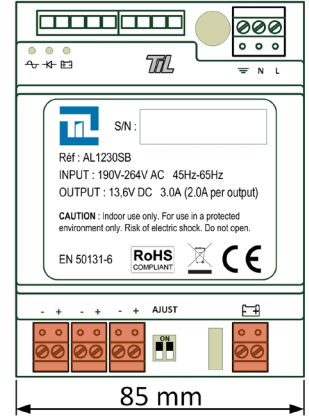 TiL
⏚ N L
TiL
S/N :
Réf : AL1230SB
INPUT : 190V-264V AC 45Hz-65Hz
OUTPUT : 13,6V DC 3.0A (2.0A per output)
CAUTION : Indoor use only. For use in a protected
environment only. Risk of electric shock. Do not open.
EN 50131-6
RoHS
COMPLIANT
CE
- + - + - + AJUST - +
ON
85 mm